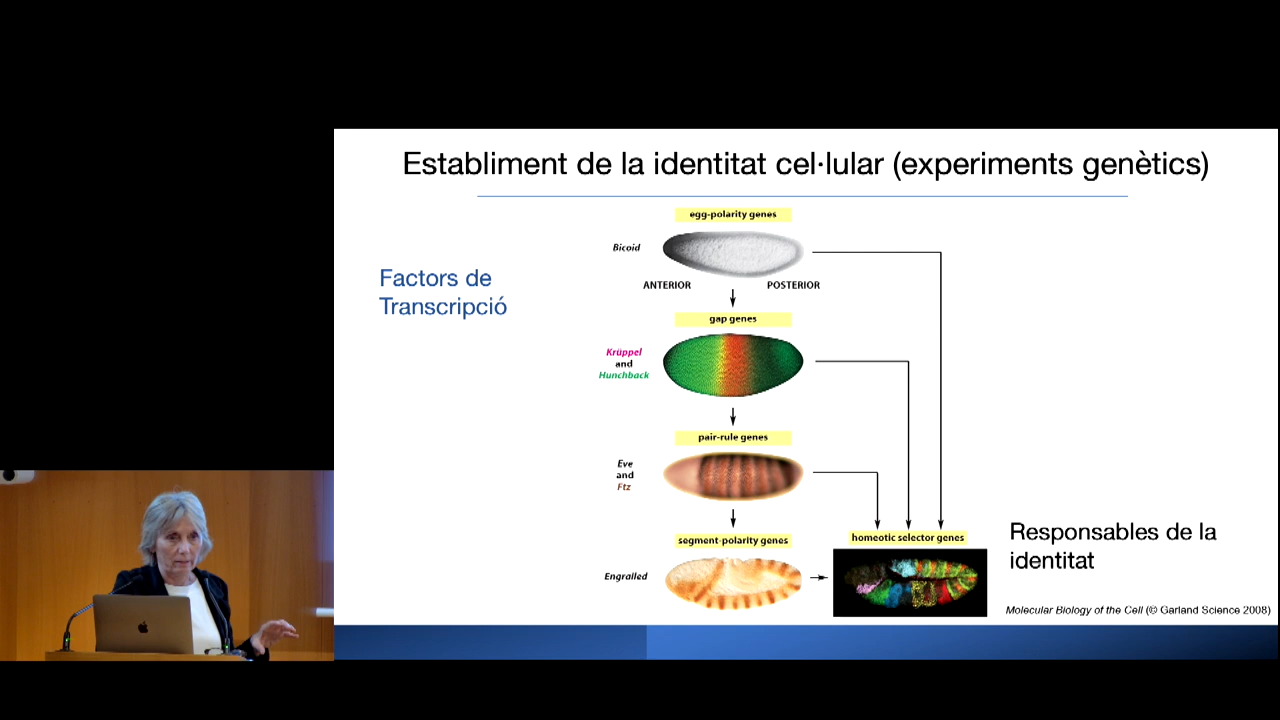 Establiment de la identitat cel·lular (experiments genètics)
egg-polarity genes
Bicoid
Factors de
Transcripció
ANTERIOR
POSTERIOR
gap genes
Krüppel
and
Hunchback
pair-rule genes
Eve
and
Ftz
segment-polarity genes
homeotic selector genes
Responsables de la
identitat
Engrailed
Molecular Biology of the Cell (© Garland Science 2008)